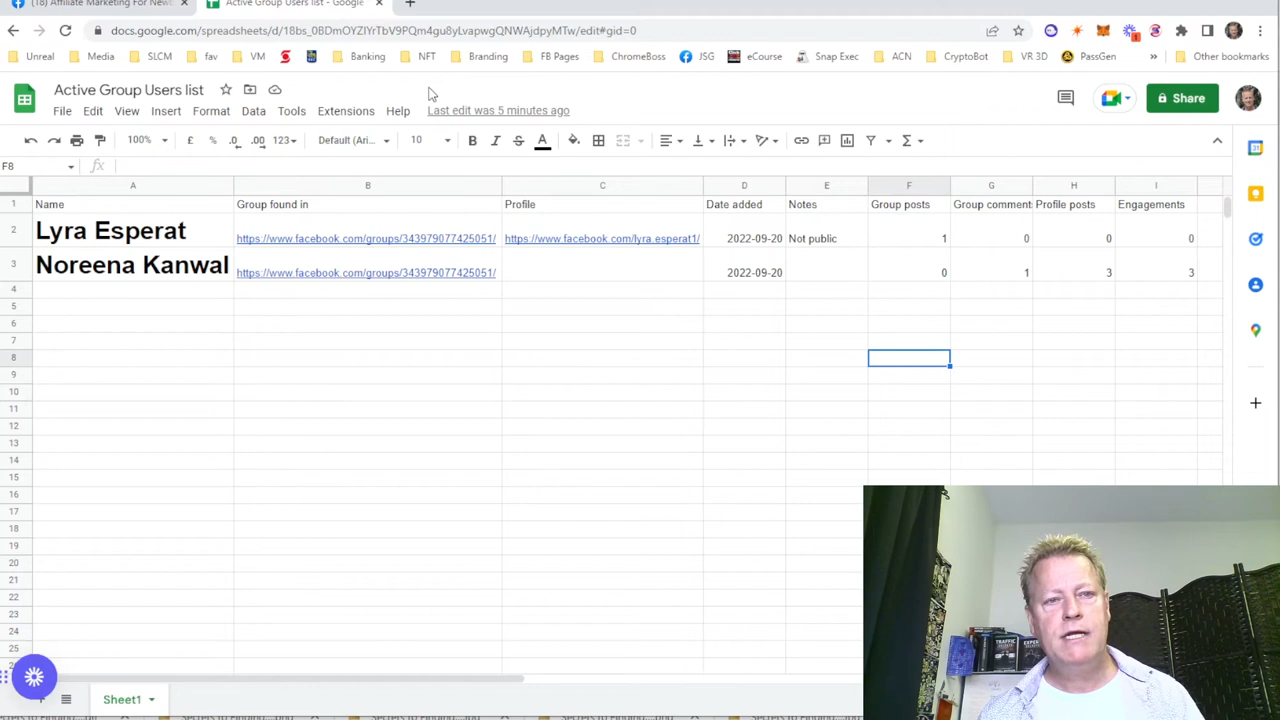 (18) Affiliate Marketing For Newb
Active Group Users list - Google
docs.google.com/spreadsheets/d/18bs_0BDmOYZIYrTbV9PQm4gu8yLvapwgQNWAjdpyMTw/edit#gid=0
Unreal Media SLCM fav VM Banking NFT Branding FB Pages ChromeBoss JSG eCourse Snap Exec ACN CryptoBot VR 3D PassGen Other bookmarks
Active Group Users list
File Edit View Insert Format Data Tools Extensions Help Last edit was 5 minutes ago
Share
100% £ .0 .00 123 Default (Ari... 10 B I S A
F8 fx
A B C D E F G H I
1 Name Group found in Profile Date added Notes Group posts Group comment Profile posts Engagements
2 Lyra Esperat https://www.facebook.com/groups/343979077425051/ https://www.facebook.com/lyra.esperat1/ 2022-09-20 Not public 1 0 0 0
3 Noreena Kanwal https://www.facebook.com/groups/343979077425051/ 2022-09-20 0 1 3 3
4
5
6
7
8
9
10
11
12
13
14
15
16
17
18
19
20
21
22
23
24
25
TRAFFIC
Sheet1